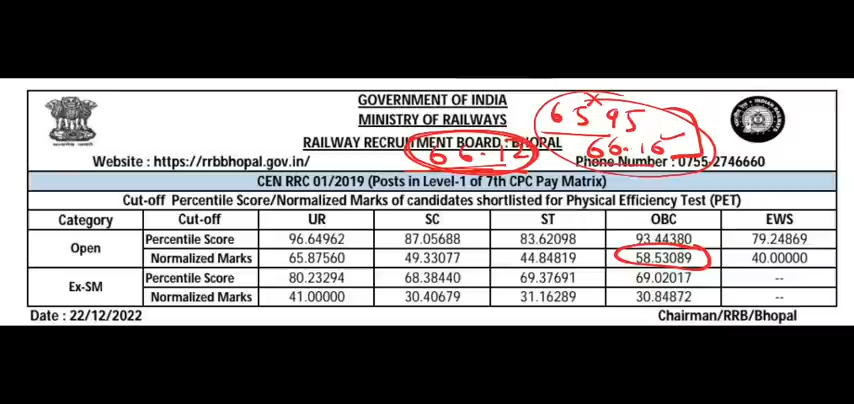 GOVERNMENT OF INDIA
MINISTRY OF RAILWAYS
RAILWAY RECRUITMENT BOARD : BHOPAL
Website : https://rrbbhopal.gov.in/ Phone Number : 0755-2746660
66.12
65.95
66.16
INDIAN RAILWAYS
CEN RRC 01/2019 (Posts in Level-1 of 7th CPC Pay Matrix)
Cut-off Percentile Score/Normalized Marks of candidates shortlisted for Physical Efficiency Test (PET)
Category Cut-off UR SC ST OBC EWS
Open Percentile Score 96.64962 87.05688 83.62098 93.44380 79.24869
Normalized Marks 65.87560 49.33077 44.84819 58.53089 40.00000
Ex-SM Percentile Score 80.23294 68.38440 69.37691 69.02017 --
Normalized Marks 41.00000 30.40679 31.16289 30.84872 --
Date : 22/12/2022 Chairman/RRB/Bhopal